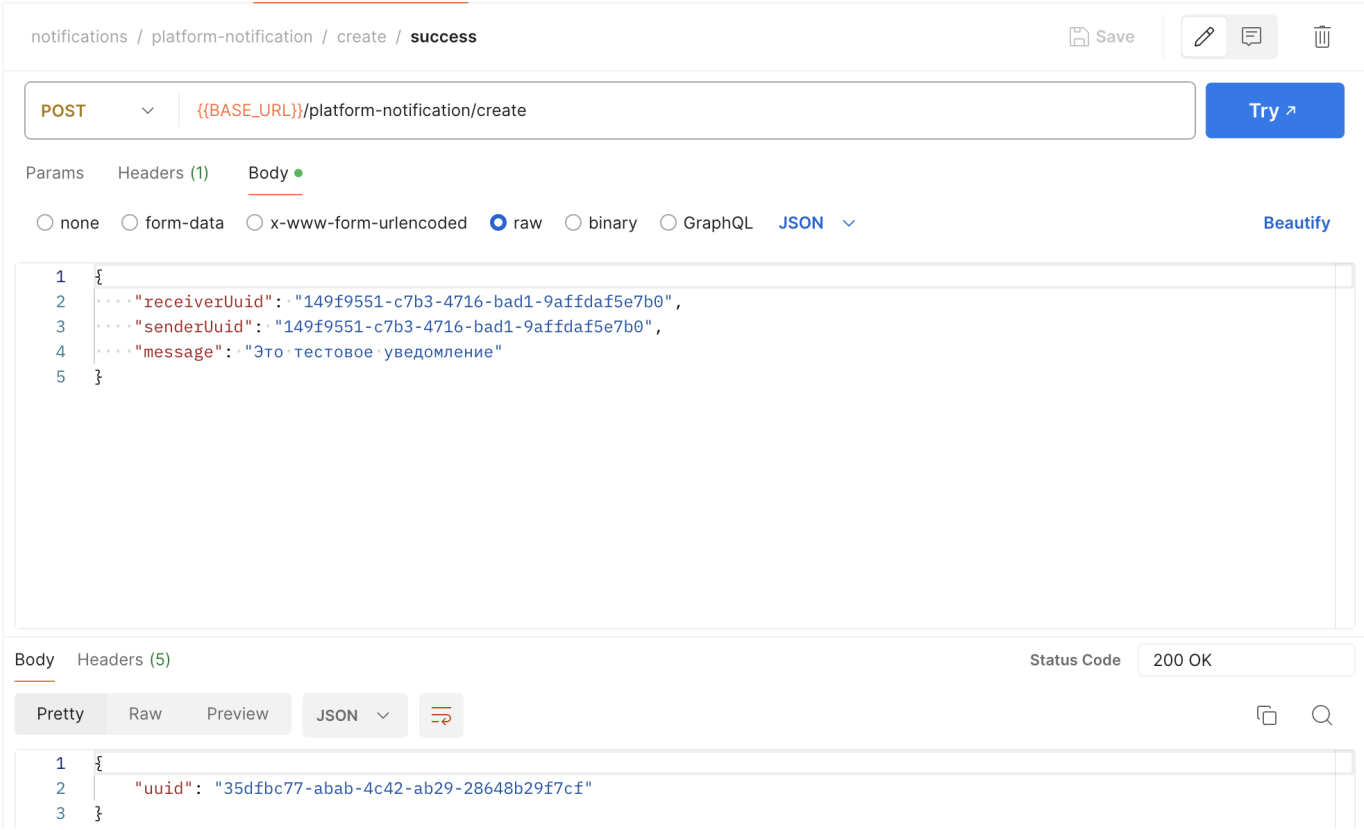 notifications / platform-notification / create / success
Save
POST
{{BASE_URL}}/platform-notification/create
Try ↗
Params Headers (1) Body
none form-data x-www-form-urlencoded raw binary GraphQL JSON Beautify
1 {
2 "receiverUuid": "149f9551-c7b3-4716-bad1-9affdaf5e7b0",
3 "senderUuid": "149f9551-c7b3-4716-bad1-9affdaf5e7b0",
4 "message": "Это тестовое уведомление"
5 }
Body Headers (5) Status Code 200 OK
Pretty Raw Preview JSON
1 {
2 "uuid": "35dfbc77-abab-4c42-ab29-28648b29f7cf"
3 }